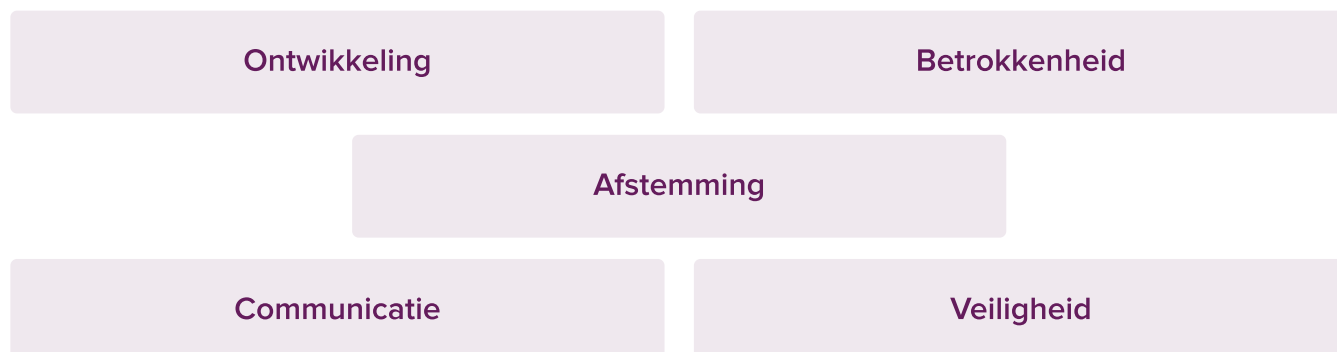 Ontwikkeling
Betrokkenheid
Afstemming
Communicatie
Veiligheid